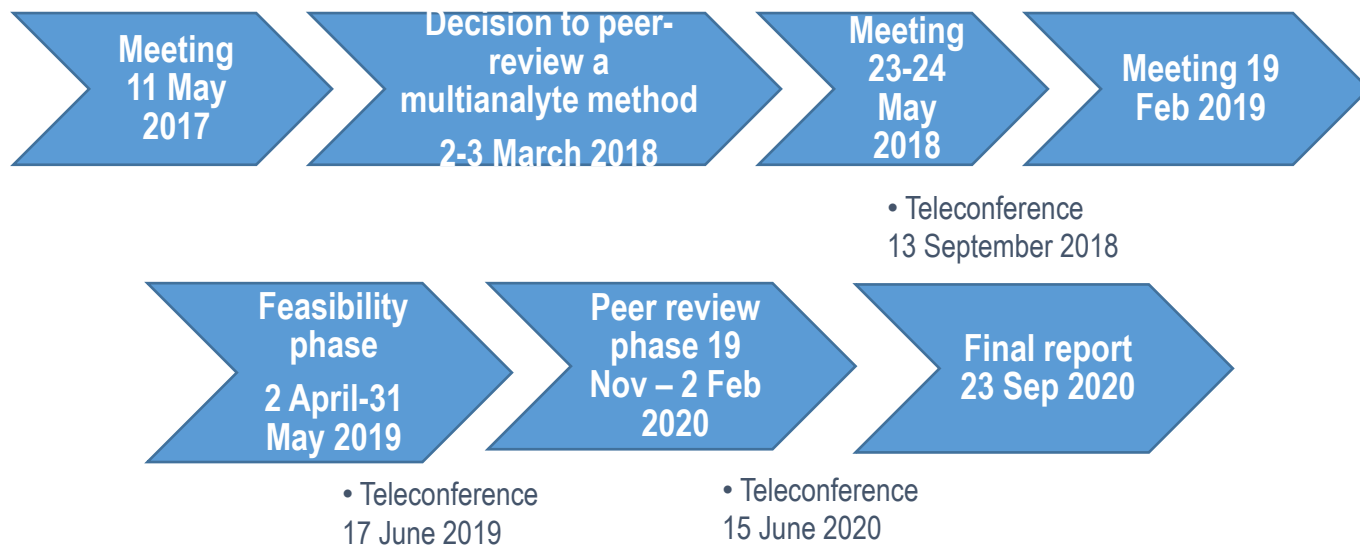 Meeting
11 May
2017
Decision to peer-
review a
multianalyte method
2-3 March 2018
Meeting
23-24
May
2018
Meeting 19
Feb 2019
• Teleconference
13 September 2018
Feasibility
phase
2 April-31
May 2019
Peer review
phase 19
Nov – 2 Feb
2020
Final report
23 Sep 2020
• Teleconference
17 June 2019
• Teleconference
15 June 2020